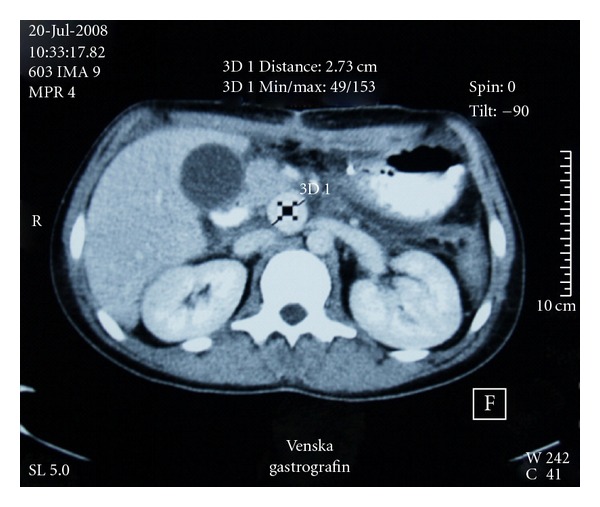 20-Jul-2008
10:33:17.82
603 IMA 9
MPR 4
3D 1 Distance: 2.73 cm
3D 1 Min/max: 49/153
Spin: 0
Tilt: −90
3D 1
R
10 cm
F
Venska
gastrografin
SL 5.0
W 242
C 41